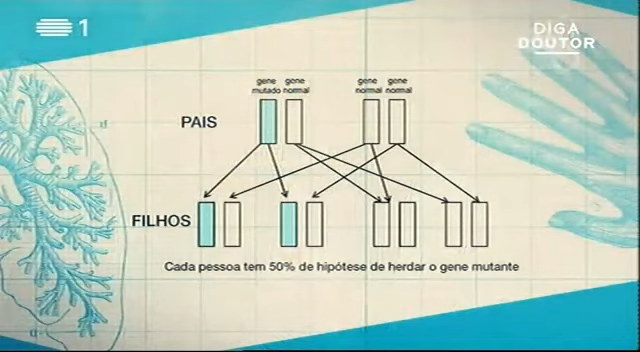 1
DIGA
DOUTOR
gene mutado
gene normal
gene normal
gene normal
PAIS
FILHOS
Cada pessoa tem 50% de hipótese de herdar o gene mutante
d
d